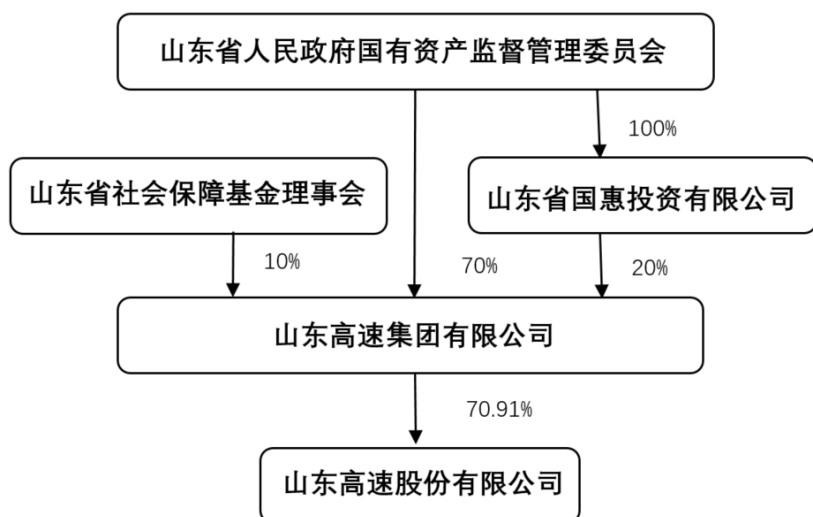 山东省人民政府国有资产监督管理委员会
100%
山东省社会保障基金理事会
山东省国惠投资有限公司
10%
70%
20%
山东高速集团有限公司
70.91%
山东高速股份有限公司